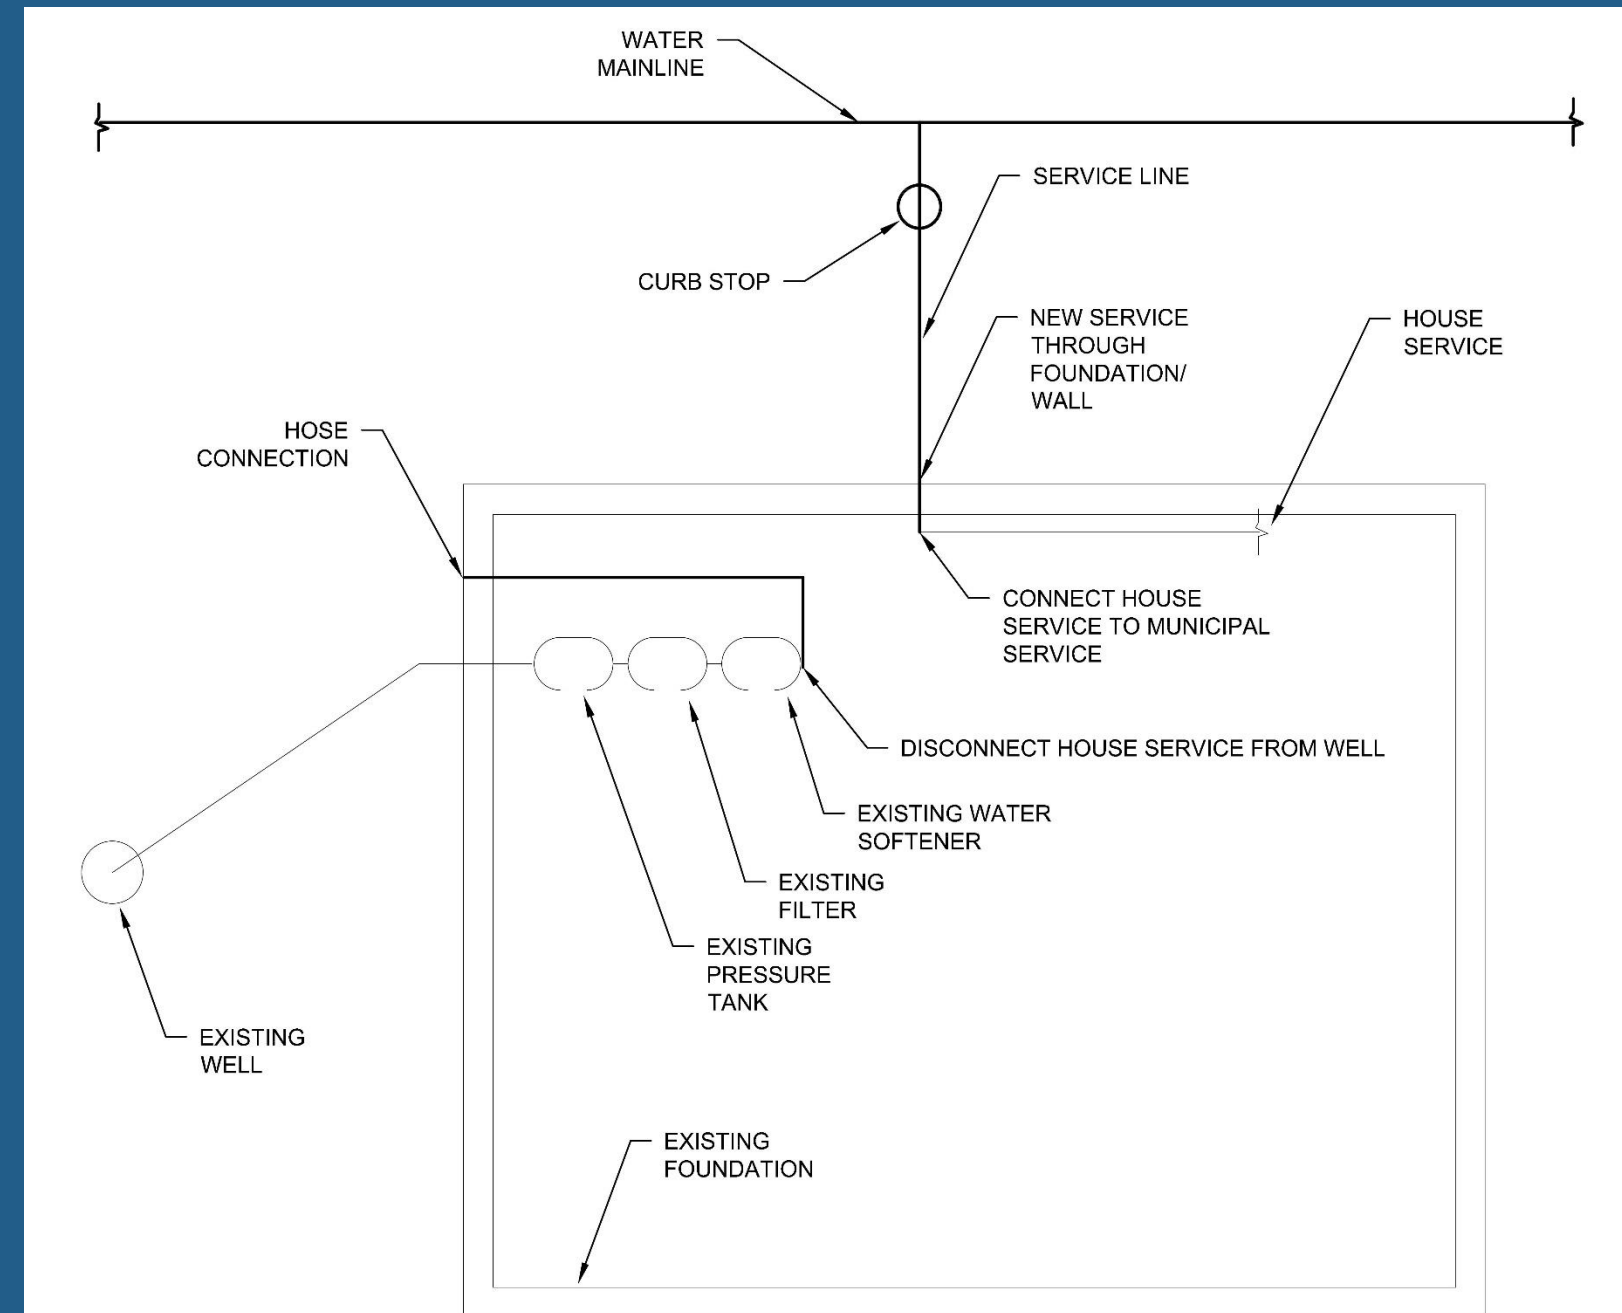 WATER
MAINLINE
SERVICE LINE
CURB STOP
NEW SERVICE
THROUGH
FOUNDATION/
WALL
HOUSE
SERVICE
HOSE
CONNECTION
CONNECT HOUSE
SERVICE TO MUNICIPAL
SERVICE
DISCONNECT HOUSE SERVICE FROM WELL
EXISTING WATER
SOFTENER
EXISTING
FILTER
EXISTING
PRESSURE
TANK
EXISTING
WELL
EXISTING
FOUNDATION